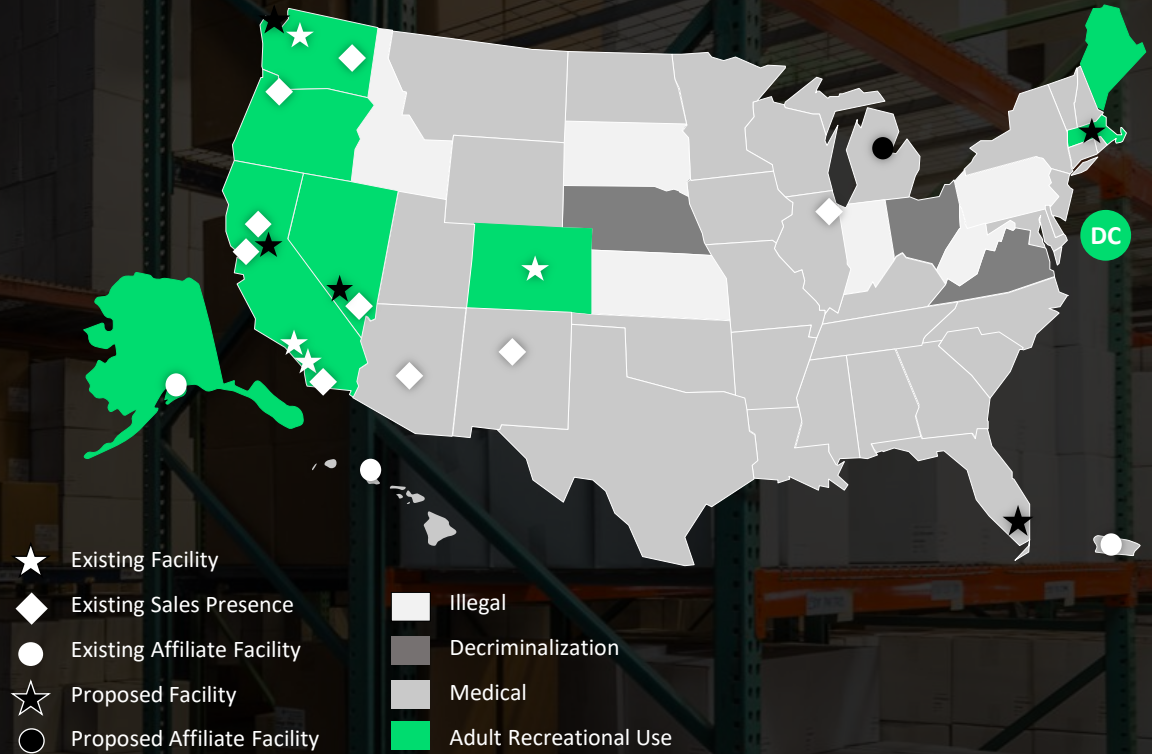 DC
Existing Facility
Existing Sales Presence
Existing Affiliate Facility
Proposed Facility
Proposed Affiliate Facility
Illegal
Decriminalization
Medical
Adult Recreational Use